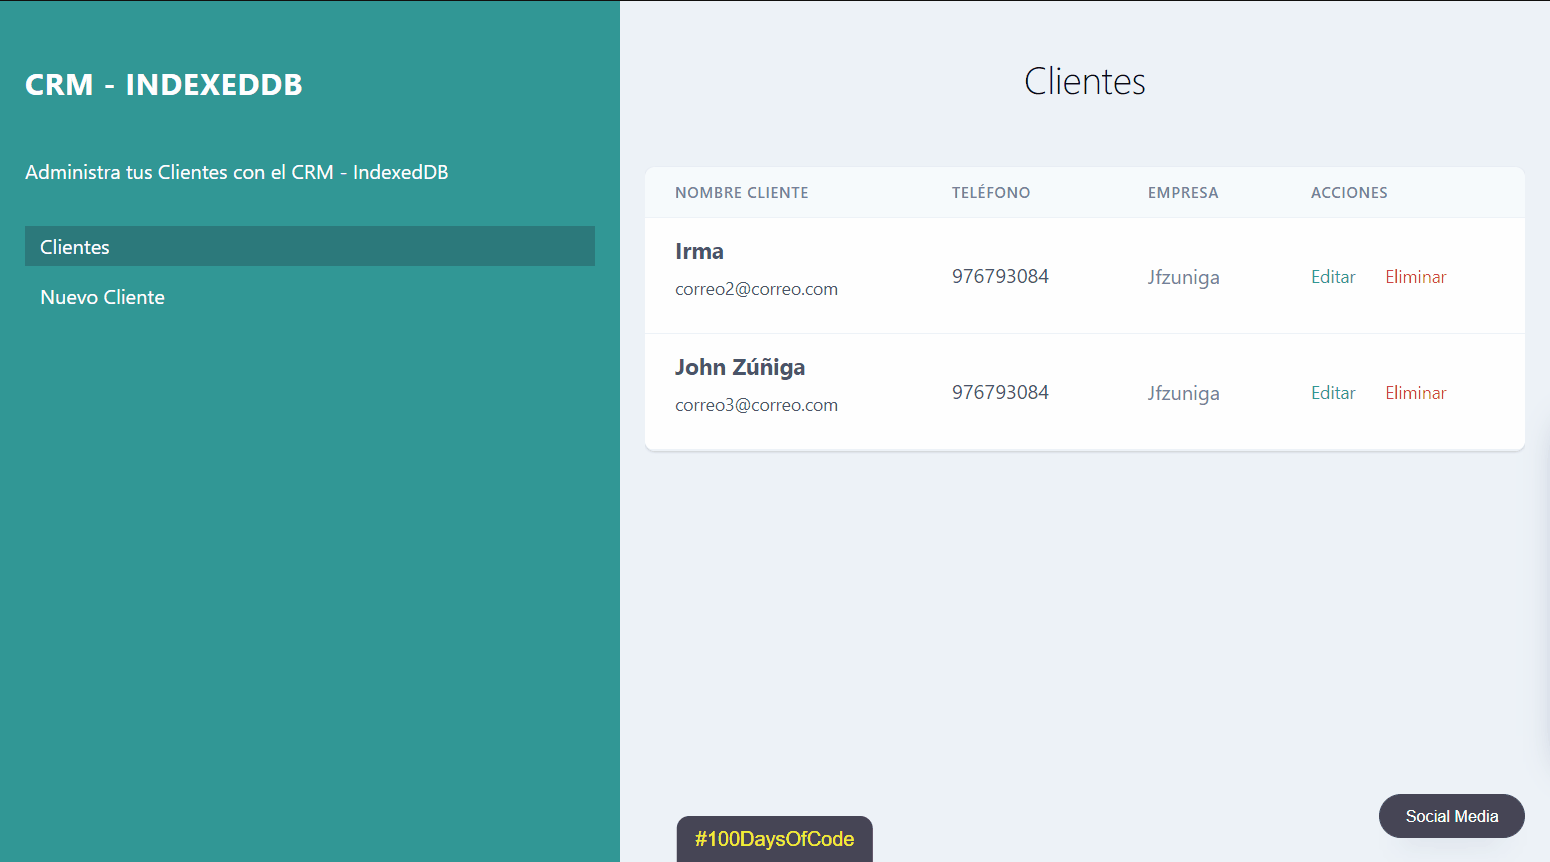 CRM - INDEXEDDB
Administra tus Clientes con el CRM - IndexedDB
Clientes
Nuevo Cliente
Clientes
NOMBRE CLIENTE TELÉFONO EMPRESA ACCIONES
Irma
correo2@correo.com
976793084 Jfzuniga Editar Eliminar
John Zúñiga
correo3@correo.com
976793084 Jfzuniga Editar Eliminar
Social Media
#100DaysOfCode